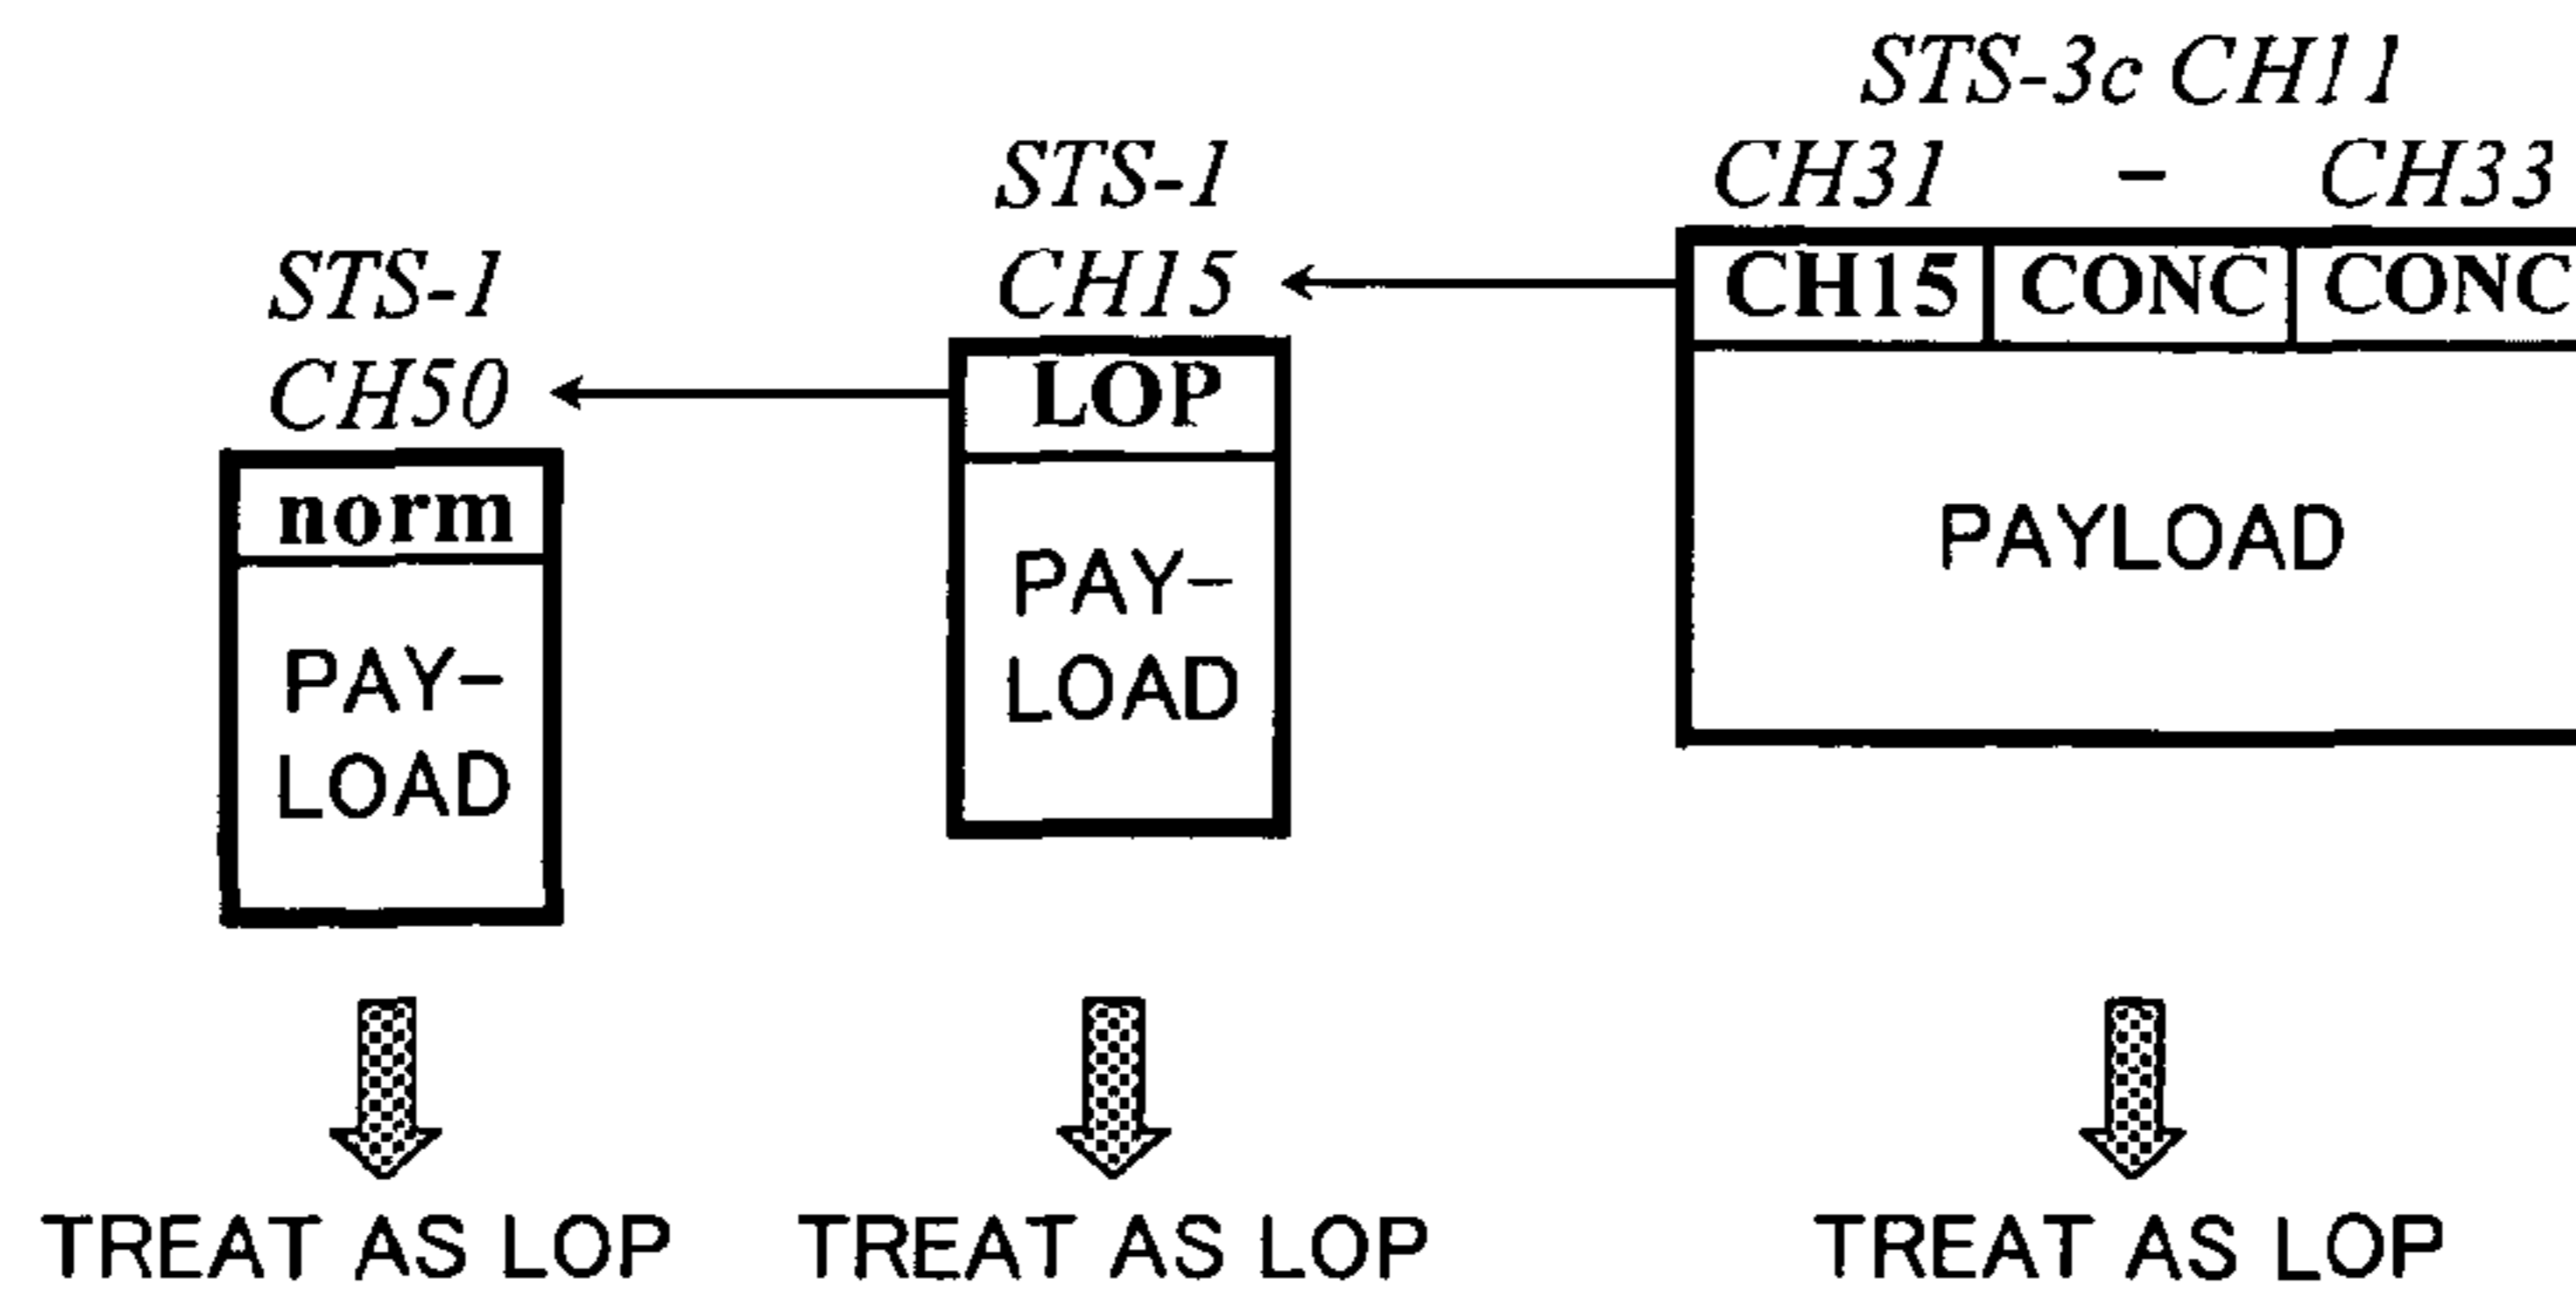 STS-3c CH11
CH31 – CH33
CH15 CONC CONC
PAYLOAD
TREAT AS LOP
STS-1
CH15
LOP
PAY-
LOAD
TREAT AS LOP
STS-1
CH50
norm
PAY-
LOAD
TREAT AS LOP